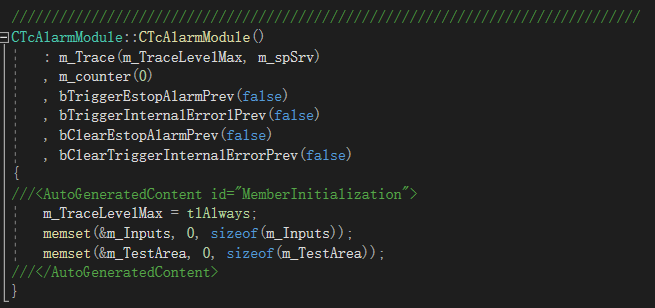 ////////////////////////////////////////////////////////////////////////////////
CTcAlarmModule::CTcAlarmModule()
: m_Trace(m_TraceLevelMax, m_spSrv)
, m_counter(0)
, bTriggerEstopAlarmPrev(false)
, bTriggerInternalError1Prev(false)
, bClearEstopAlarmPrev(false)
, bClearTriggerInternalErrorPrev(false)
{
///<AutoGeneratedContent id="MemberInitialization">
m_TraceLevelMax = tlAlways;
memset(&m_Inputs, 0, sizeof(m_Inputs));
memset(&m_TestArea, 0, sizeof(m_TestArea));
///</AutoGeneratedContent>
}